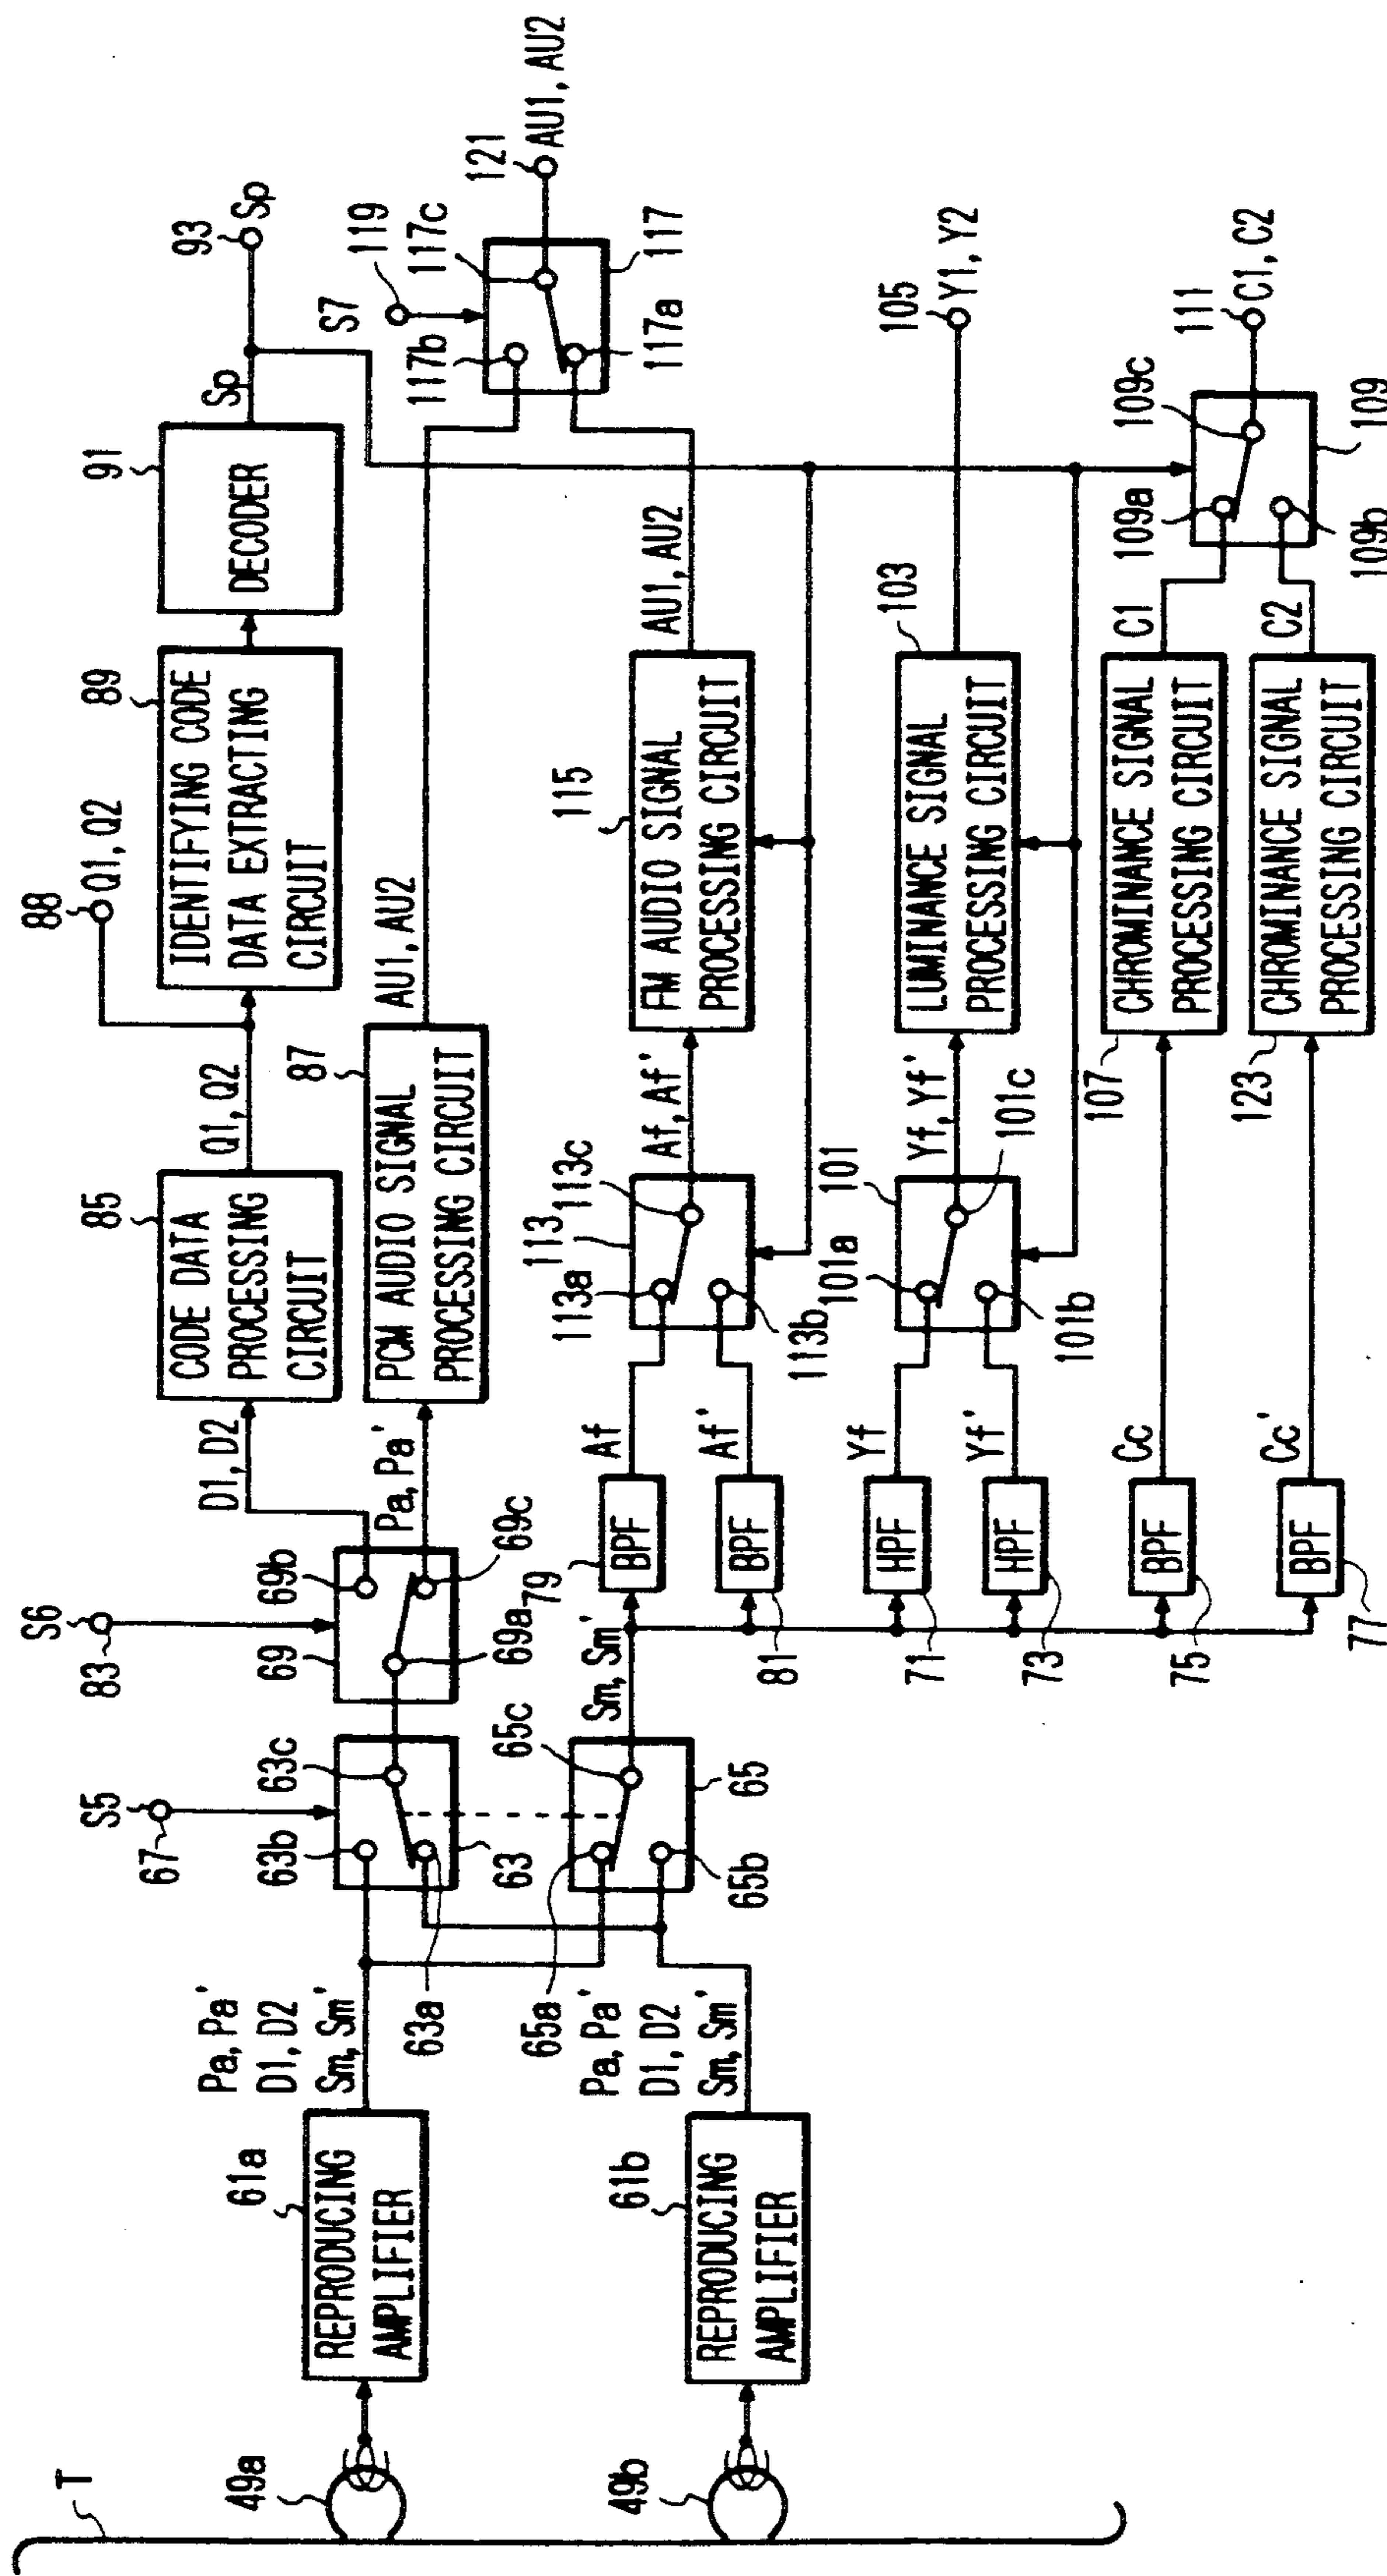 T
49a
49b
61a
REPRODUCING
AMPLIFIER
61b
REPRODUCING
AMPLIFIER
Pa, Pa'
D1, D2
Sm, Sm'
63a
65a
Pa, Pa'
D1, D2
Sm, Sm'
S5
67
63b
63c
63
65c
65
65b
Sm, Sm'
S6
83
69
69b
69a
69c
D1, D2
Pa, Pa'
79
BPF
Af
81
BPF
Af'
71
HPF
Yf
73
HPF
Yf'
75
BPF
Cc
77
BPF
Cc'
85
CODE DATA
PROCESSING
CIRCUIT
Q1, Q2
88
Q1, Q2
87
PCM AUDIO SIGNAL
PROCESSING CIRCUIT
AU1, AU2
113
113a
113c
113b
Af, Af'
101
101a
101c
101b
Yf, Yf'
89
IDENTIFYING CODE
DATA EXTRACTING
CIRCUIT
91
DECODER
Sp
93
Sp
115
FM AUDIO SIGNAL
PROCESSING CIRCUIT
AU1, AU2
103
LUMINANCE SIGNAL
PROCESSING CIRCUIT
107
CHROMINANCE SIGNAL
PROCESSING CIRCUIT
C1
123
CHROMINANCE SIGNAL
PROCESSING CIRCUIT
C2
S7
119
117b
117c
117
117a
121
AU1, AU2
105
Y1, Y2
109a
109c
109
109b
111
C1, C2